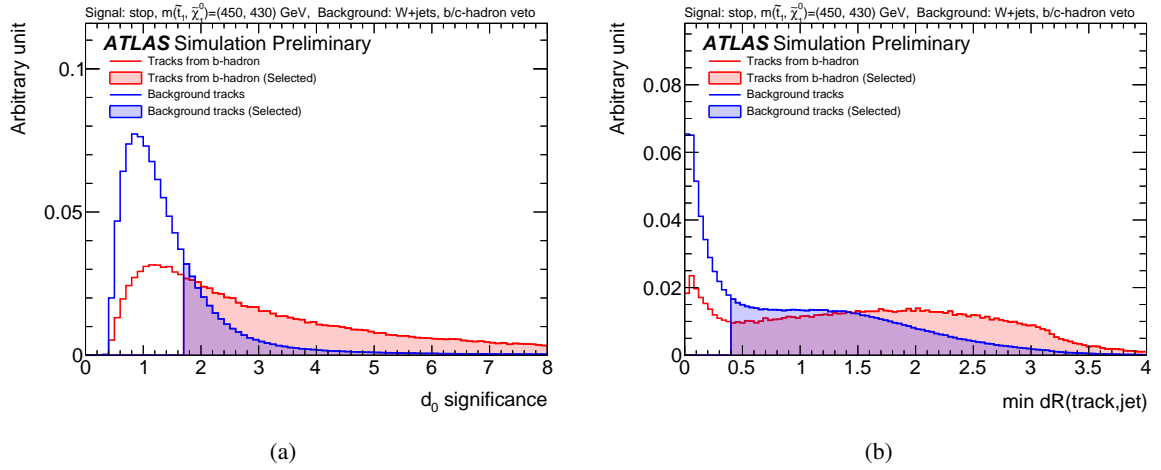 Signal: stop, m(t̃₁, χ̃₁⁰)=(450, 430) GeV, Background: W+jets, b/c-hadron veto
ATLAS Simulation Preliminary
Tracks from b-hadron
Tracks from b-hadron (Selected)
Background tracks
Background tracks (Selected)
Arbitrary unit
0.1
0.05
0
0 1 2 3 4 5 6 7 8
d₀ significance
(a)
Signal: stop, m(t̃₁, χ̃₁⁰)=(450, 430) GeV, Background: W+jets, b/c-hadron veto
ATLAS Simulation Preliminary
Tracks from b-hadron
Tracks from b-hadron (Selected)
Background tracks
Background tracks (Selected)
Arbitrary unit
0.08
0.06
0.04
0.02
0
0 0.5 1 1.5 2 2.5 3 3.5 4
min dR(track,jet)
(b)